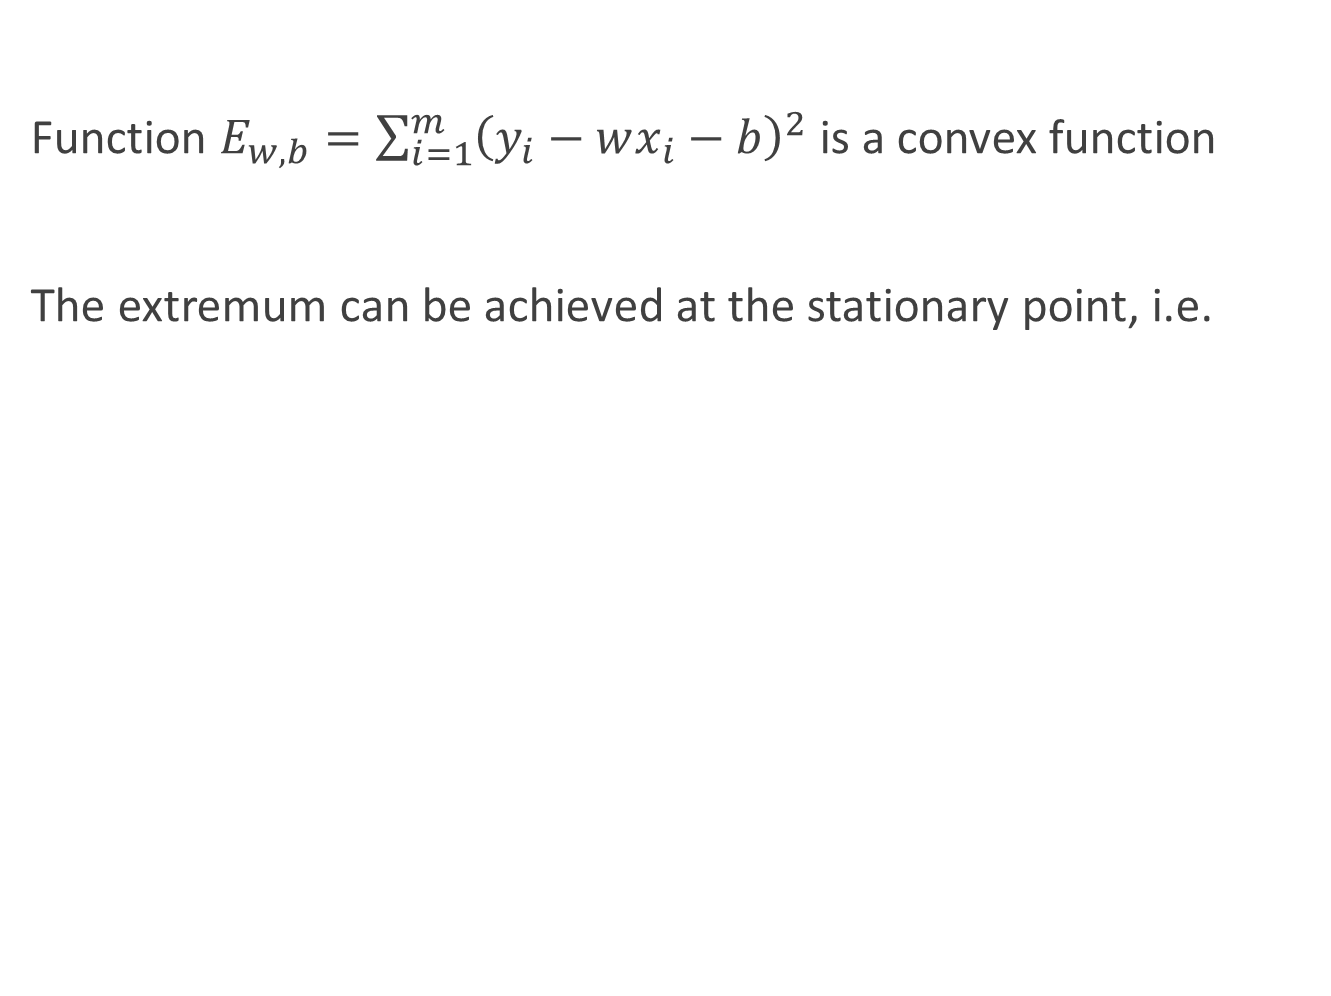 Function $E_{w,b} = \sum_{i=1}^{m}(y_i - wx_i - b)^2$ is a convex function
The extremum can be achieved at the stationary point, i.e.